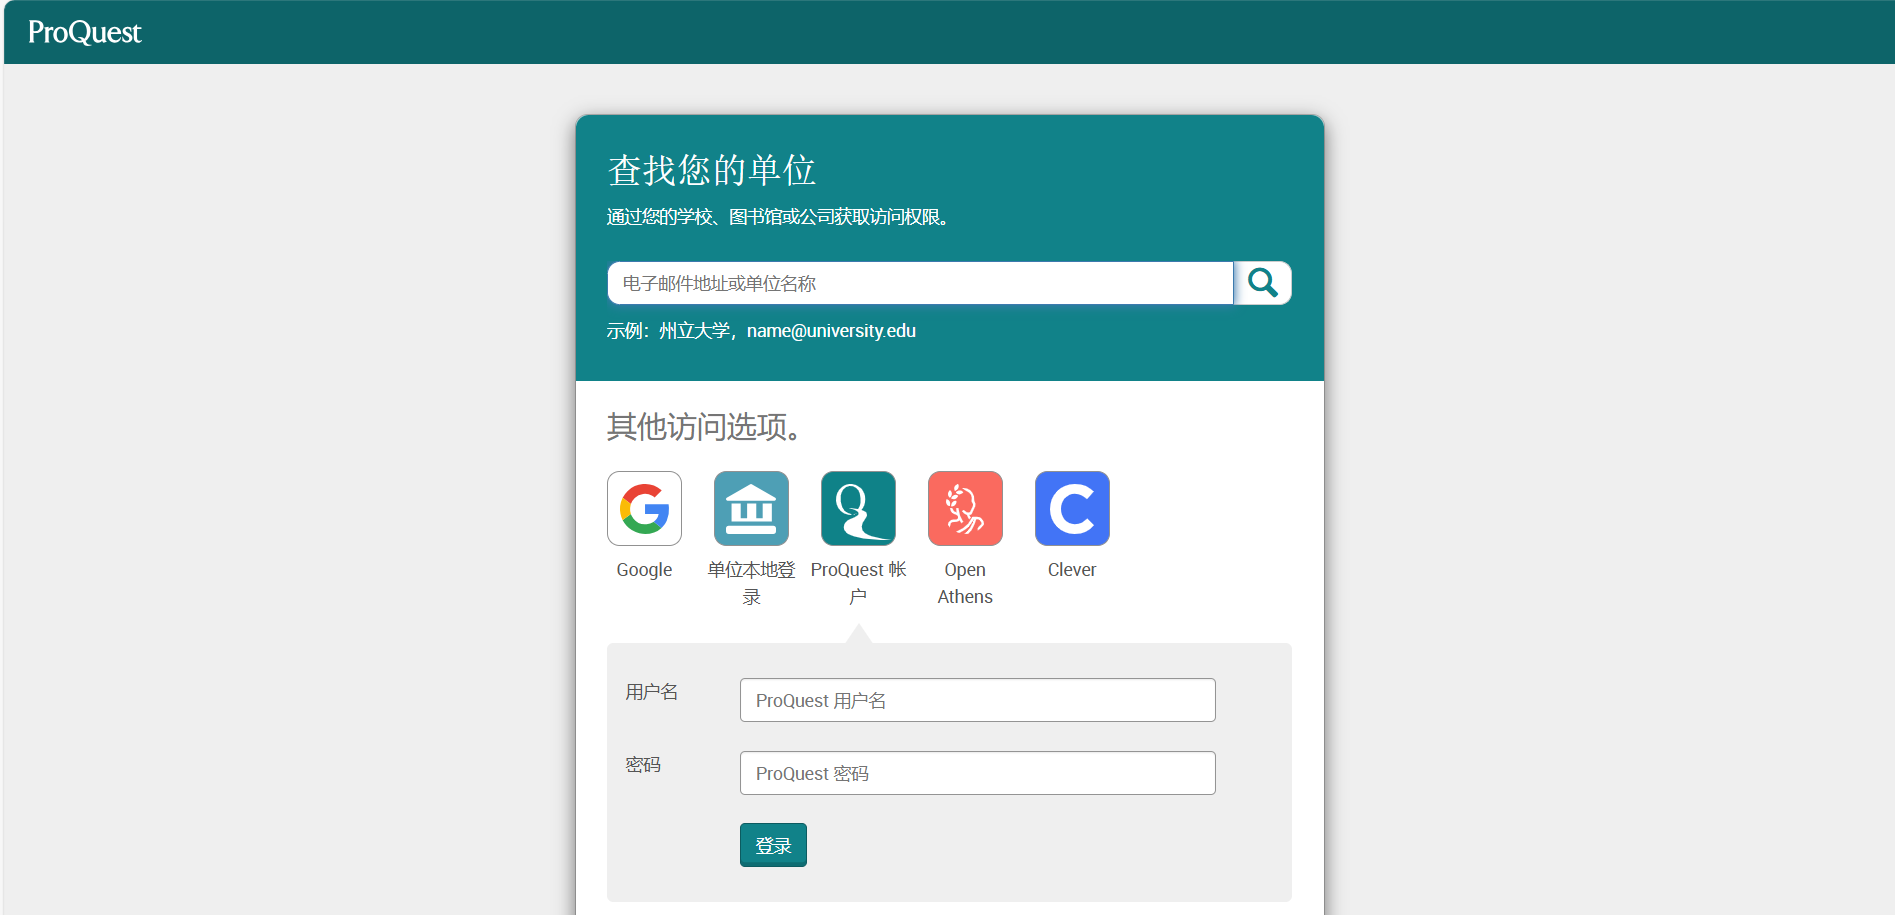 ProQuest
查找您的单位
通过您的学校、图书馆或公司获取访问权限。
电子邮件地址或单位名称
示例：州立大学，name@university.edu
其他访问选项。
Google
单位本地登
录
ProQuest 帐
户
Open
Athens
Clever
用户名
ProQuest 用户名
密码
ProQuest 密码
登录